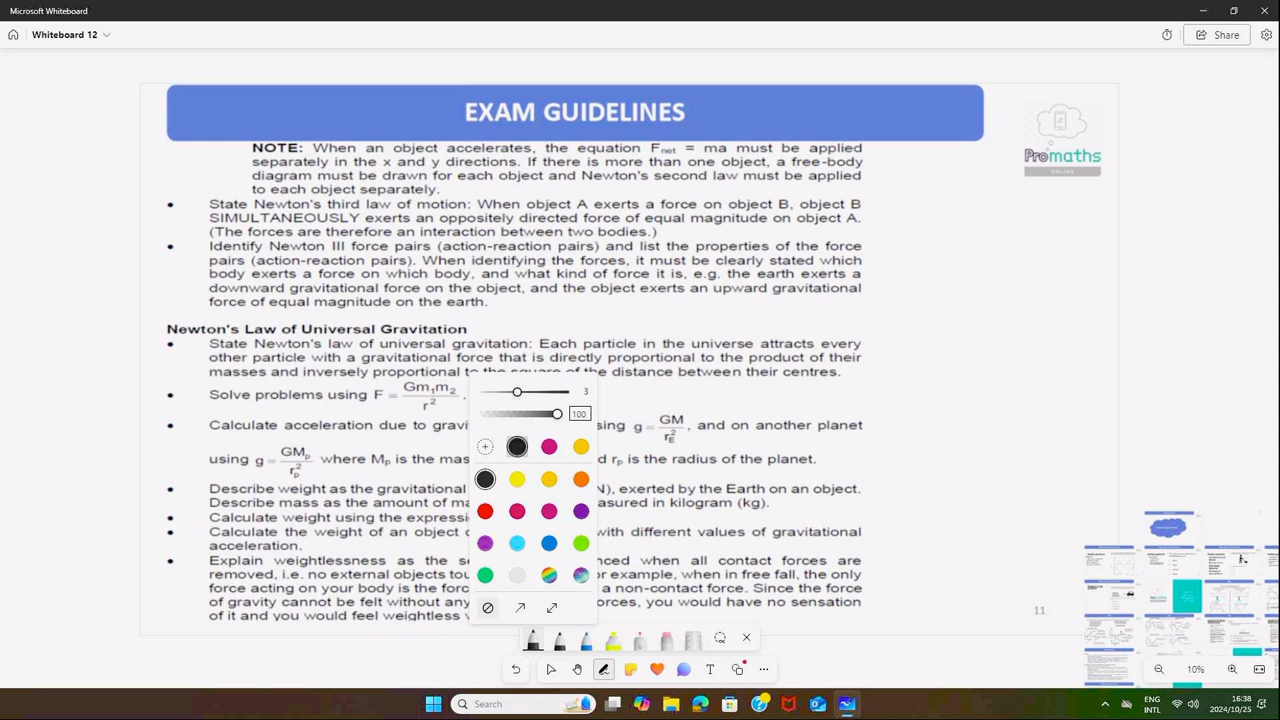 Microsoft Whiteboard
Whiteboard 12
Share
EXAM GUIDELINES
Promaths
ONLINE
NOTE: When an object accelerates, the equation Fnet = ma must be applied
separately in the x and y directions. If there is more than one object, a free-body
diagram must be drawn for each object and Newton's second law must be applied
to each object separately.
• State Newton's third law of motion: When object A exerts a force on object B, object B
SIMULTANEOUSLY exerts an oppositely directed force of equal magnitude on object A.
(The forces are therefore an interaction between two bodies.)
• Identify Newton III force pairs (action-reaction pairs) and list the properties of the force
pairs (action-reaction pairs). When identifying the forces, it must be clearly stated which
body exerts a force on which body, and what kind of force it is, e.g. the earth exerts a
downward gravitational force on the object, and the object exerts an upward gravitational
force of equal magnitude on the earth.
Newton's Law of Universal Gravitation
• State Newton's law of universal gravitation: Each particle in the universe attracts every
other particle with a gravitational force that is directly proportional to the product of their
masses and inversely proportional to the square of the distance between their centres.
• Solve problems using F = Gm1m2 / r²
• Calculate acceleration due to gravi sing g = GM / rE², and on another planet
using g = GMp / rp² where Mp is the mas d rp is the radius of the planet.
• Describe weight as the gravitational N), exerted by the Earth on an object.
Describe mass as the amount of ma asured in kilogram (kg).
• Calculate weight using the expressi
• Calculate the weight of an objec with different values of gravitational
acceleration.
• Explain weightlessness as the se nced when all contact forces are
removed, i.e. no external objects to or example, when in free fall, the only
force acting on your body is the forc a non-contact force. Since the force
of gravity cannot be felt without any orces, you would have no sensation
of it and you would feel weightless
3
100
11
10%
Search
ENG
INTL
16:38
2024/10/25